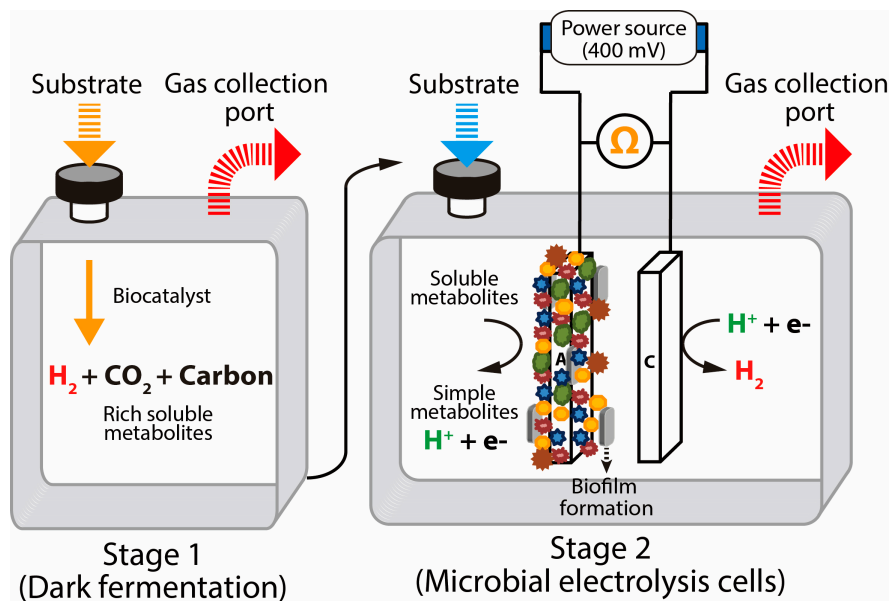 Power source
(400 mV)
Substrate
Gas collection
port
Substrate
Gas collection
port
Ω
Biocatalyst
H₂ + CO₂ + Carbon
Rich soluble
metabolites
Soluble
metabolites
A
C
H⁺ + e-
H₂
Simple
metabolites
H⁺ + e-
Biofilm
formation
Stage 1
(Dark fermentation)
Stage 2
(Microbial electrolysis cells)